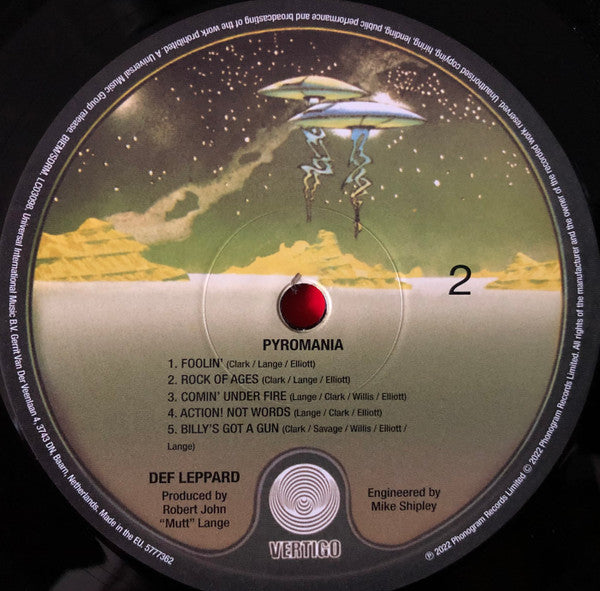 2
PYROMANIA
1. FOOLIN' (Clark / Lange / Elliott)
2. ROCK OF AGES (Clark / Lange / Elliott)
3. COMIN' UNDER FIRE (Lange / Clark / Willis / Elliott)
4. ACTION! NOT WORDS (Lange / Clark / Elliott)
5. BILLY'S GOT A GUN (Clark / Savage / Willis / Elliott /
Lange)
DEF LEPPARD
Produced by
Robert John
"Mutt" Lange
Engineered by
Mike Shipley
VERTIGO
℗ 2022 Phonogram Records Limited © 2022 Phonogram Records Limited. All rights of the manufacturer and the owner of the recorded work reserved. Unauthorised copying, hiring, lending, public performance and broadcasting of the work prohibited. A Universal Music Group release. BIEM/SDRM. LC03098. Universal International Music B.V. Gerrit Van Der Veenlaan 4, 3743 DN, Baarn, Netherlands. Made in the EU. 5777362